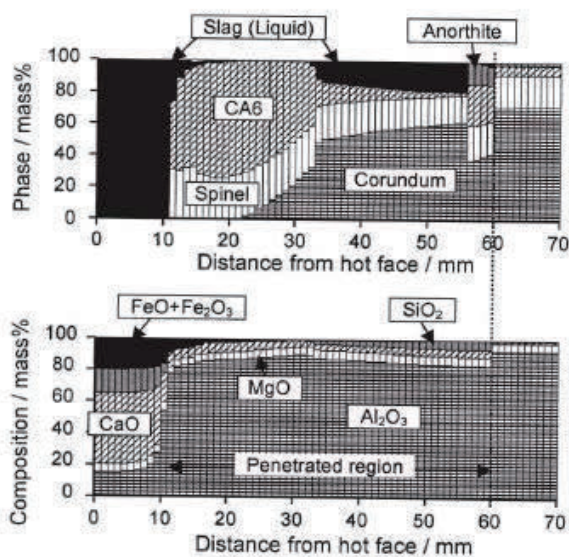 Slag (Liquid)
Anorthite
Phase / mass%
100
80
60
40
20
0
CA6
Spinel
Corundum
0 10 20 30 40 50 60 70
Distance from hot face / mm
FeO+Fe₂O₃
SiO₂
Composition / mass%
100
80
60
40
20
0
CaO
MgO
Al₂O₃
Penetrated region
0 10 20 30 40 50 60 70
Distance from hot face / mm